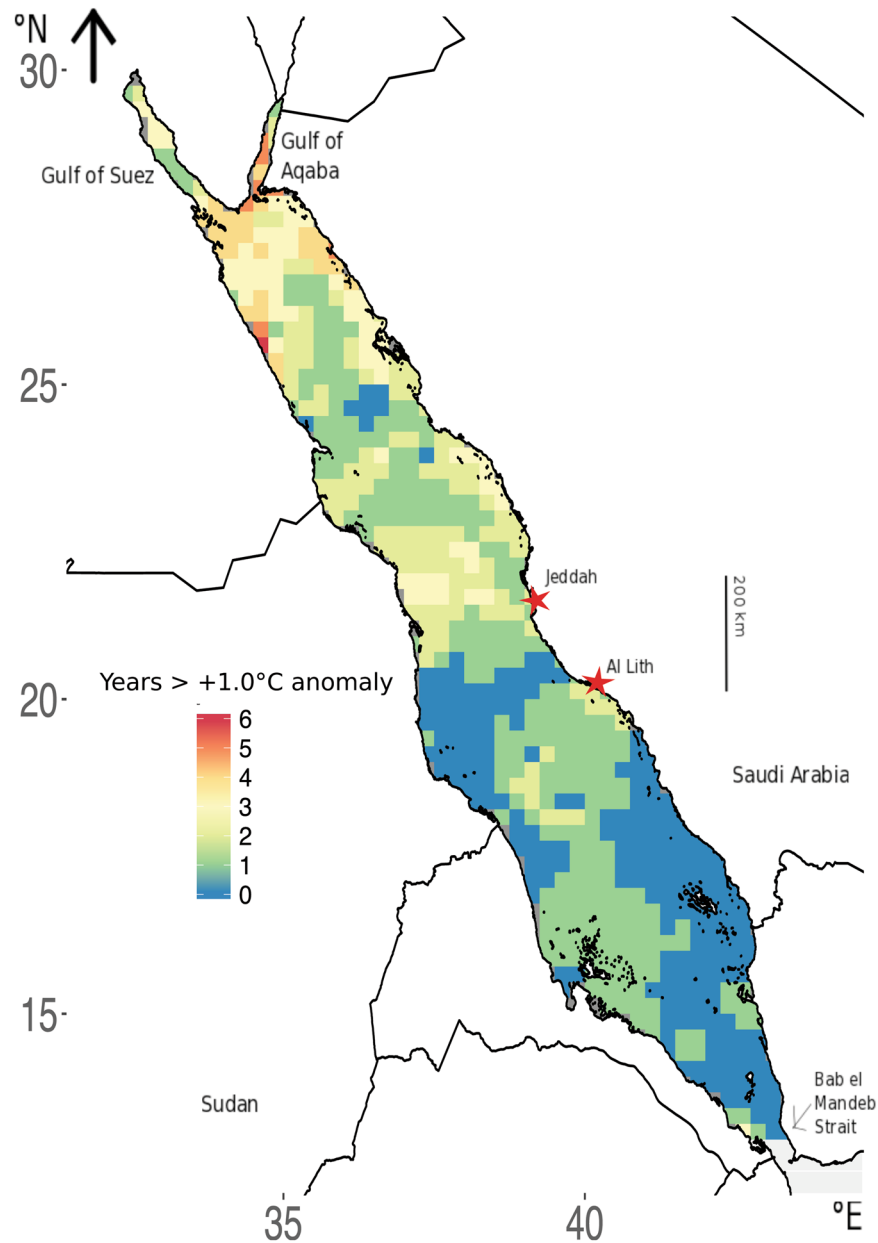 °N
30
Gulf of
Aqaba
Gulf of Suez
25
Jeddah
200 km
Al Lith
Years > +1.0°C anomaly
20
6
5
4
3
2
1
0
Saudi Arabia
15
Sudan
Bab el
Mandeb
Strait
35
40
°E